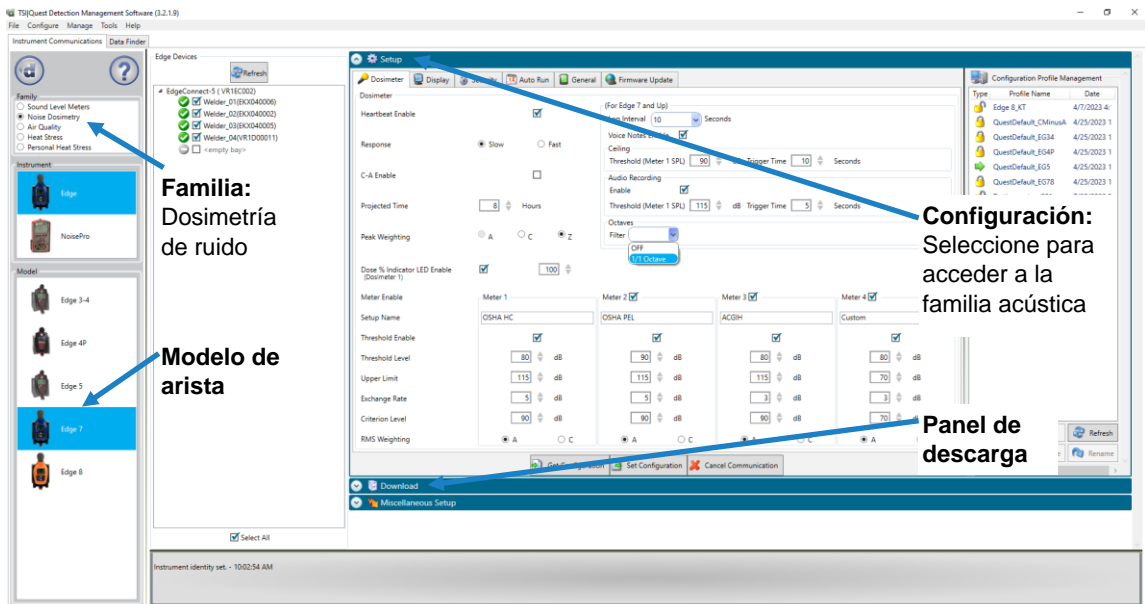 TSI|Quest Detection Management Software (3.2.1.9)
File Configure Manage Tools Help
Instrument Communications Data Finder
Family
Sound Level Meters
Noise Dosimetry
Air Quality
Heat Stress
Personal Heat Stress
Instrument
Edge
NoisePro
Model
Edge 3-4
Edge 4P
Edge 5
Edge 7
Edge 8
Familia:
Dosimetría
de ruido
Modelo de
arista
Edge Devices
Refresh
EdgeConnect-5 ( VR1EC002)
Welder_01(EKX040006)
Welder_02(EKX040002)
Welder_03(EKX040005)
Welder_04(VR1D00011)
<empty bay>
Select All
Setup
Dosimeter Display Security Auto Run General Firmware Update
Dosimeter
Heartbeat Enable
Response Slow Fast
C-A Enable
Projected Time 8 Hours
Peak Weighting A C Z
Dose % Indicator LED Enable 100
(Dosimeter 1)
(For Edge 7 and Up)
Log Interval 10 Seconds
Voice Notes Enable
Ceiling
Threshold (Meter 1 SPL) 90 dB Trigger Time 10 Seconds
Audio Recording
Enable
Threshold (Meter 1 SPL) 115 dB Trigger Time 5 Seconds
Octaves
Filter
OFF
1/1 Octave
Meter Enable Meter 1 Meter 2 Meter 3 Meter 4
Setup Name OSHA HC OSHA PEL ACGIH Custom
Threshold Enable
Threshold Level 80 dB 90 dB 80 dB 80 dB
Upper Limit 115 dB 115 dB 115 dB 70 dB
Exchange Rate 5 dB 5 dB 3 dB 3 dB
Criterion Level 90 dB 90 dB 90 dB 70 dB
RMS Weighting A C A C A C A
Get Configuration Set Configuration Cancel Communication
Download
Miscellaneous Setup
Configuration Profile Management
Type Profile Name Date
Edge 8_KT 4/7/2023 4:
QuestDefault_CMinusA 4/25/2023 1
QuestDefault_EG34 4/25/2023 1
QuestDefault_EG4P 4/25/2023 1
QuestDefault_EG5 4/25/2023 1
QuestDefault_EG78 4/25/2023 1
Configuración:
Seleccione para
acceder a la
familia acústica
Panel de
descarga
Refresh
Rename
Instrument identity set. - 10:02:54 AM